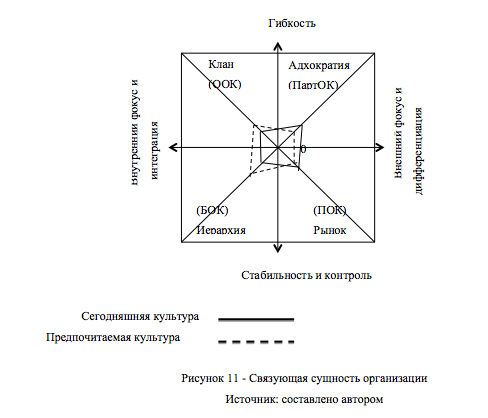 Гибкость
Клан
(ООК)
Адхократия
(ПартОК)
Внутренний фокус и
интеграция
0
Внешний фокус и
дифференциация
(БОК)
Иерархия
(ПОК)
Рынок
Стабильность и контроль
Сегодняшняя культура
Предпочитаемая культура
Рисунок 11 - Связующая сущность организации
Источник: составлено автором